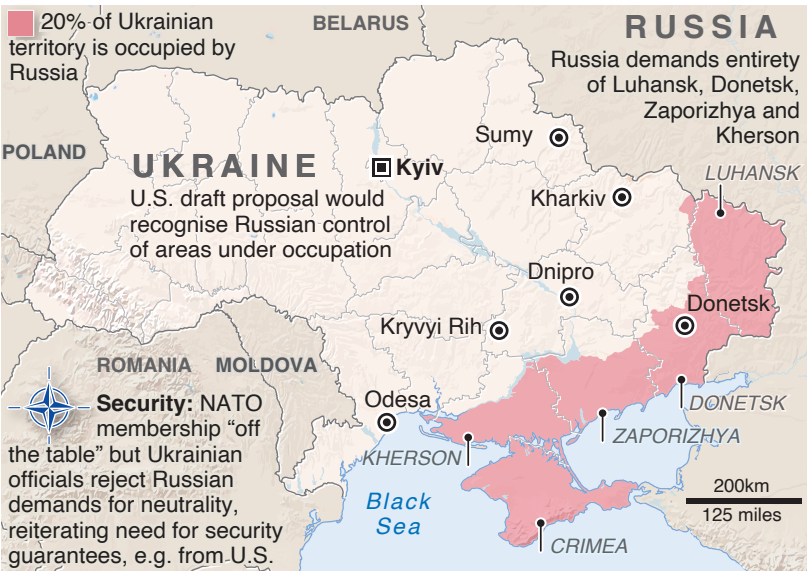 20% of Ukrainian
territory is occupied by
Russia
BELARUS
RUSSIA
Russia demands entirety
of Luhansk, Donetsk,
Zaporizhya and
Kherson
POLAND
UKRAINE
Kyiv
U.S. draft proposal would
recognise Russian control
of areas under occupation
Sumy
LUHANSK
Kharkiv
Dnipro
Donetsk
Kryvyi Rih
ROMANIA
MOLDOVA
Odesa
DONETSK
ZAPORIZHYA
KHERSON
Security: NATO
membership “off
the table” but Ukrainian
officials reject Russian
demands for neutrality,
reiterating need for security
guarantees, e.g. from U.S.
Black
Sea
CRIMEA
200km
125 miles